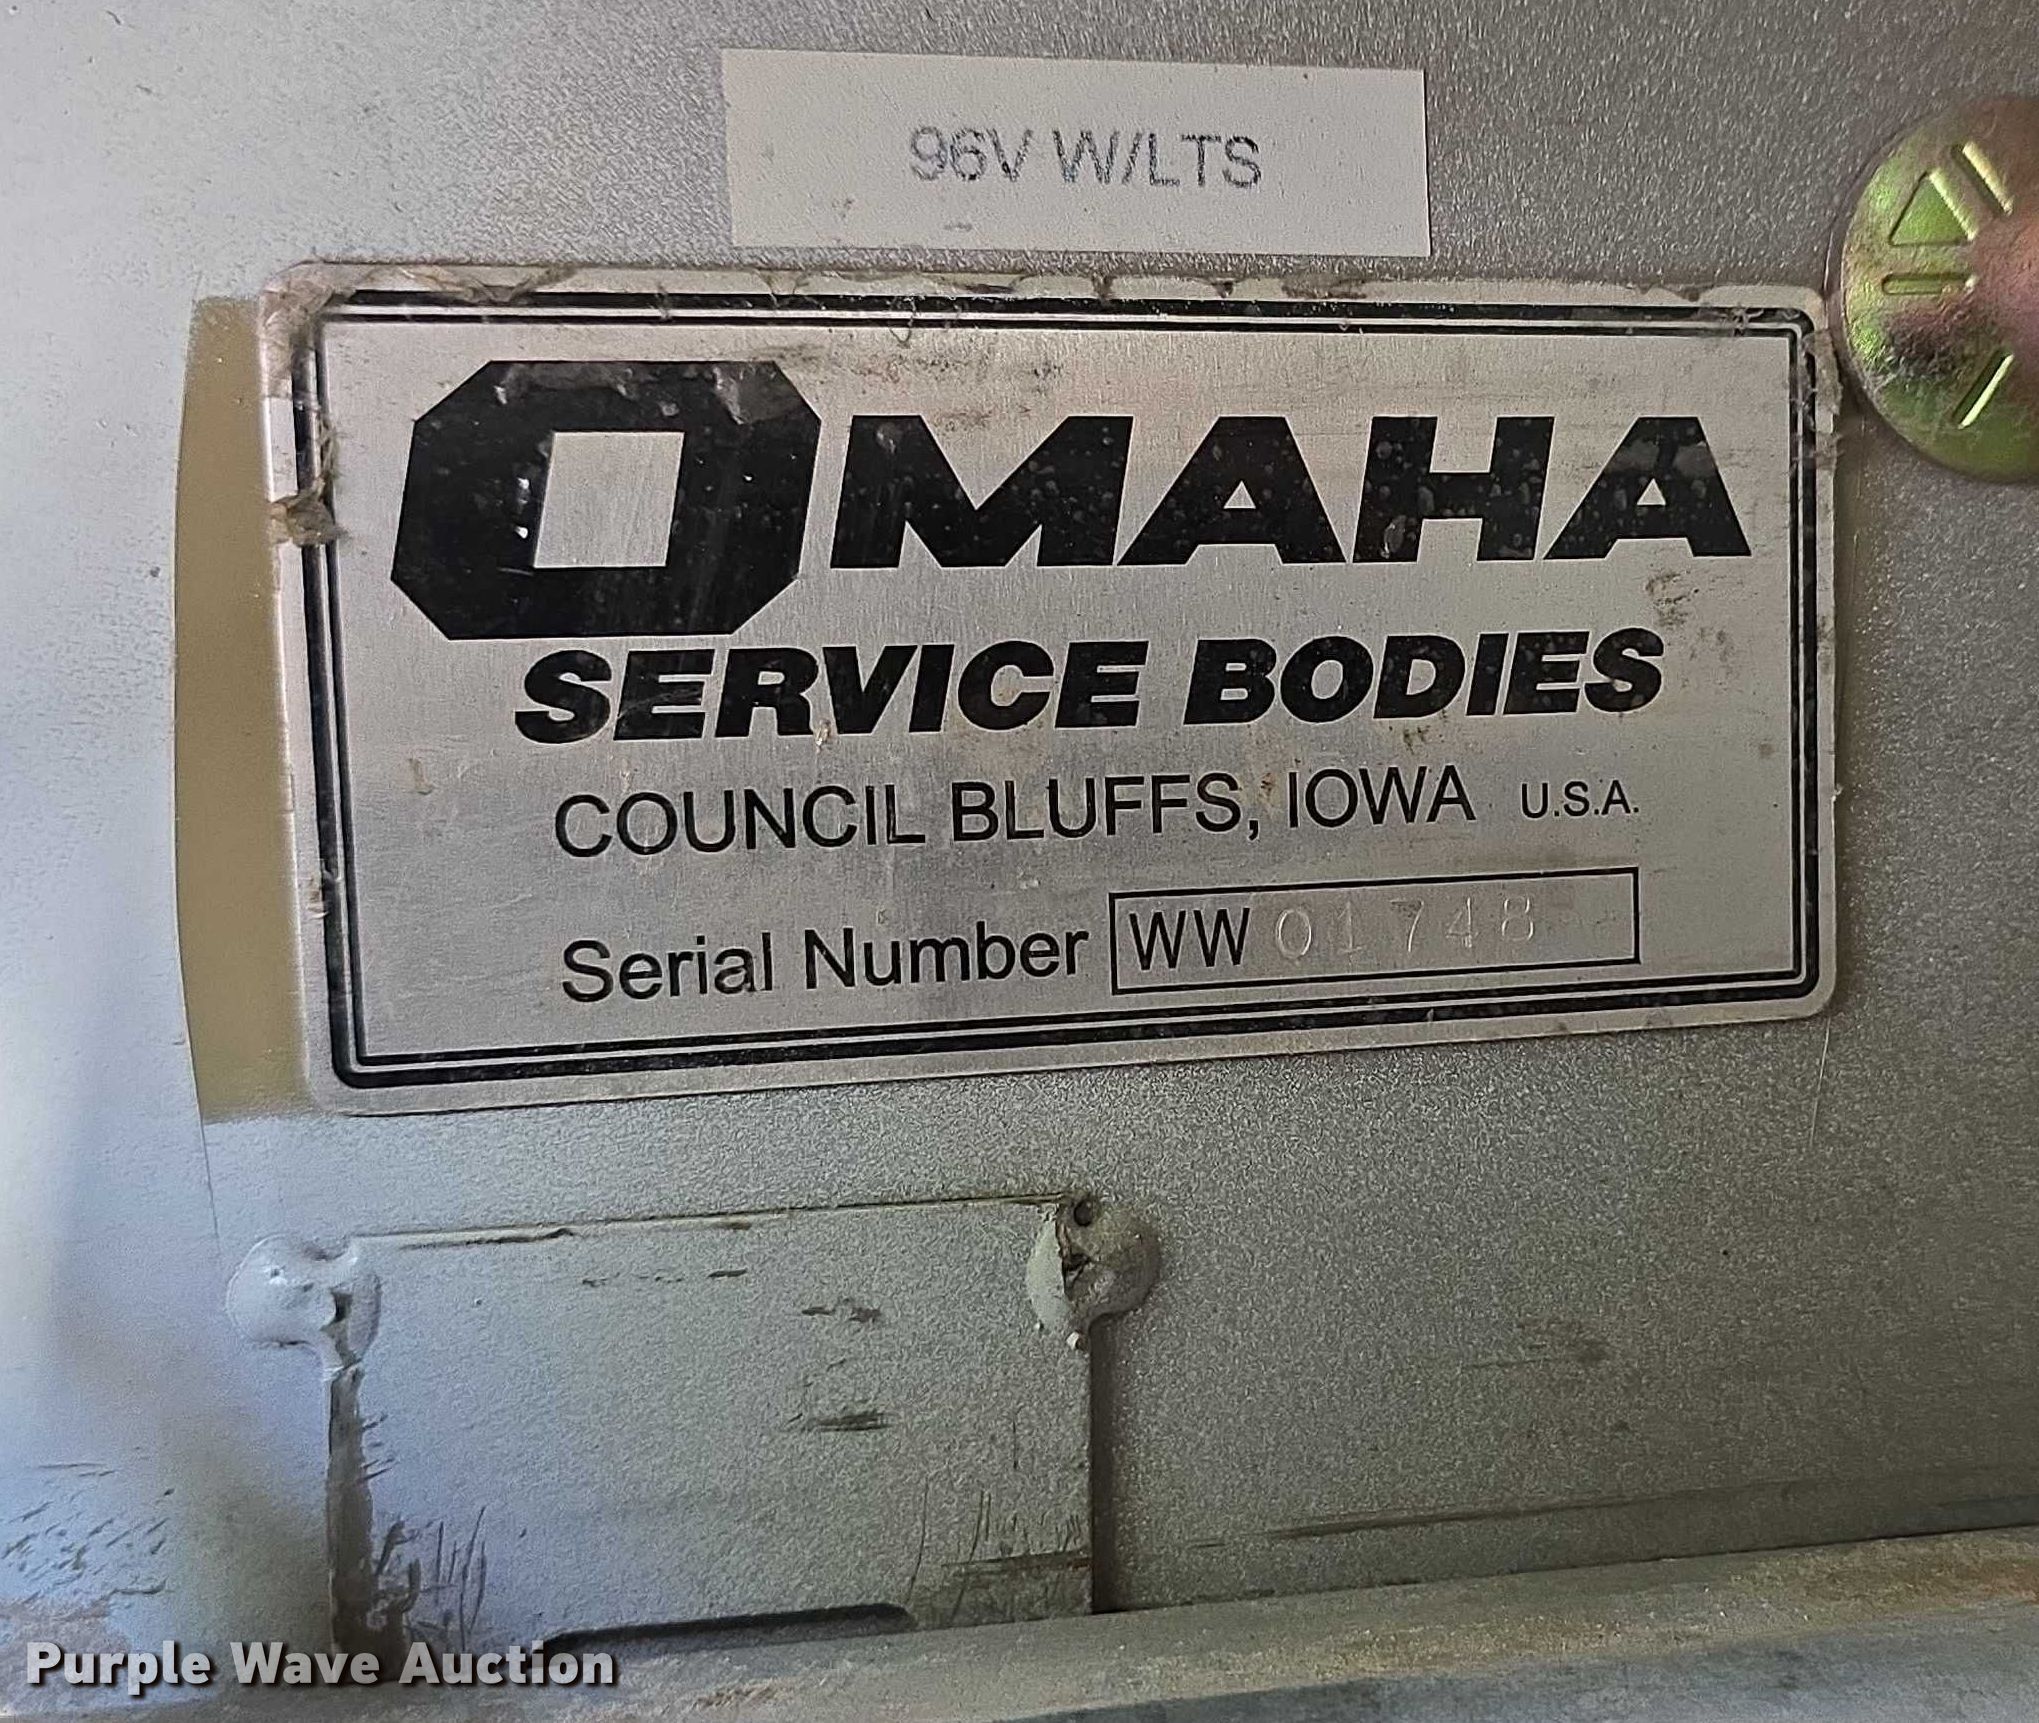 96V W/LTS
OMAHA
SERVICE BODIES
COUNCIL BLUFFS, IOWA U.S.A.
Serial Number WW 01748
Purple Wave Auction